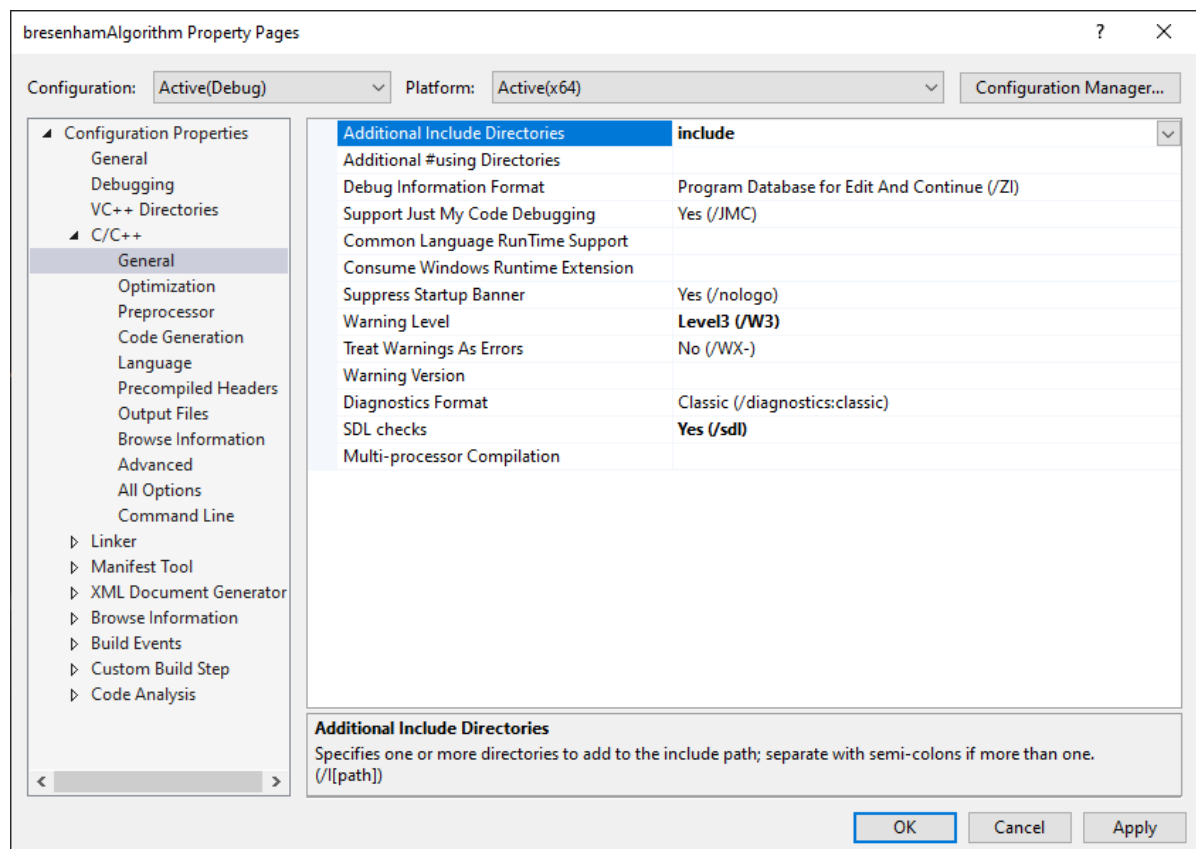 bresenhamAlgorithm Property Pages
?
Configuration: Active(Debug) Platform: Active(x64) Configuration Manager...
Configuration Properties
General
Debugging
VC++ Directories
C/C++
General
Optimization
Preprocessor
Code Generation
Language
Precompiled Headers
Output Files
Browse Information
Advanced
All Options
Command Line
Linker
Manifest Tool
XML Document Generator
Browse Information
Build Events
Custom Build Step
Code Analysis
Additional Include Directories include
Additional #using Directories
Debug Information Format Program Database for Edit And Continue (/ZI)
Support Just My Code Debugging Yes (/JMC)
Common Language RunTime Support
Consume Windows Runtime Extension
Suppress Startup Banner Yes (/nologo)
Warning Level Level3 (/W3)
Treat Warnings As Errors No (/WX-)
Warning Version
Diagnostics Format Classic (/diagnostics:classic)
SDL checks Yes (/sdl)
Multi-processor Compilation
Additional Include Directories
Specifies one or more directories to add to the include path; separate with semi-colons if more than one.
(/I[path])
OK Cancel Apply